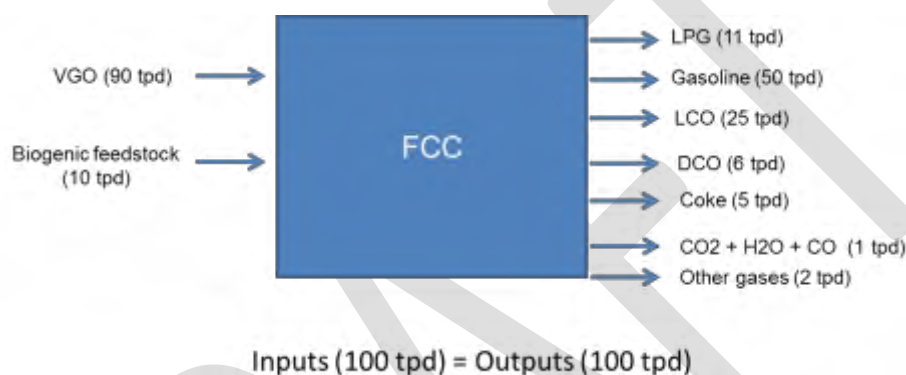 VGO (90 tpd)
Biogenic feedstock
(10 tpd)
FCC
LPG (11 tpd)
Gasoline (50 tpd)
LCO (25 tpd)
DCO (6 tpd)
Coke (5 tpd)
CO2 + H2O + CO (1 tpd)
Other gases (2 tpd)
Inputs (100 tpd) = Outputs (100 tpd)